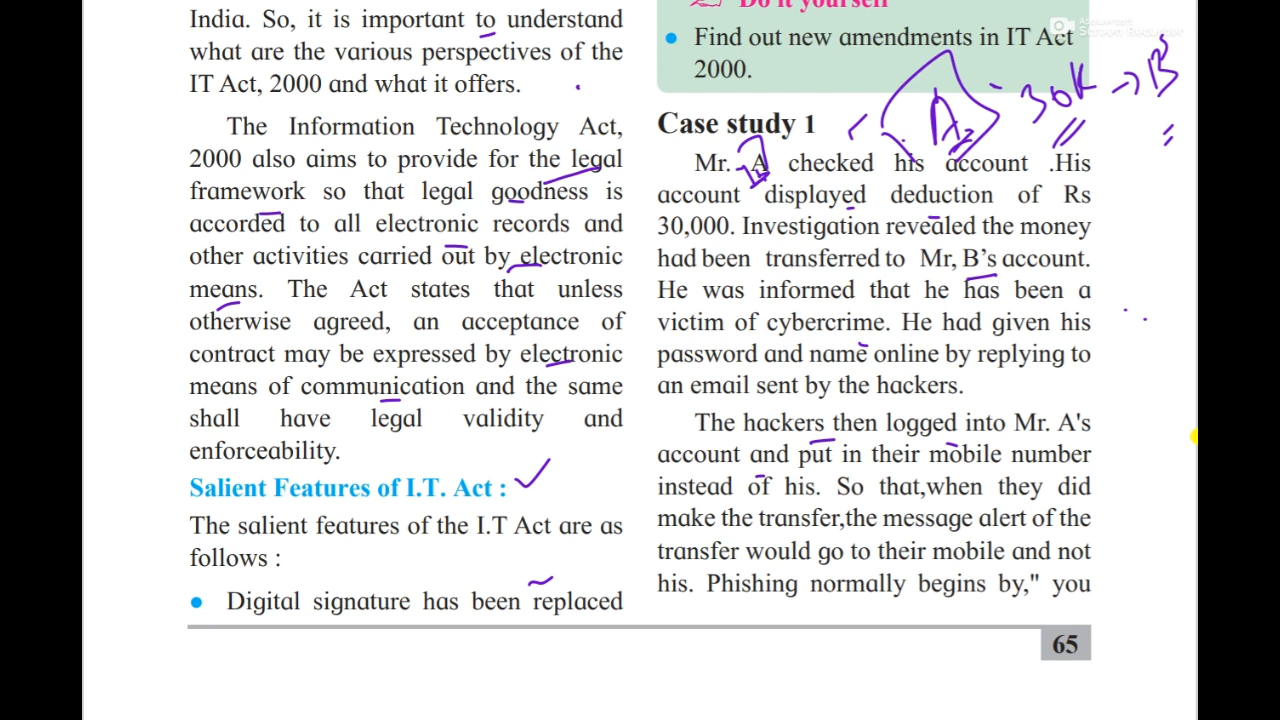 India. So, it is important to understand
what are the various perspectives of the
IT Act, 2000 and what it offers.
The Information Technology Act,
2000 also aims to provide for the legal
framework so that legal goodness is
accorded to all electronic records and
other activities carried out by electronic
means. The Act states that unless
otherwise agreed, an acceptance of
contract may be expressed by electronic
means of communication and the same
shall have legal validity and
enforceability.
Salient Features of I.T. Act :
The salient features of the I.T Act are as
follows :
• Digital signature has been replaced
Do it yourself
• Find out new amendments in IT Act
2000.
A 30K → B
Case study 1
Mr. A checked his account .His
account displayed deduction of Rs
30,000. Investigation revealed the money
had been transferred to Mr, B's account.
He was informed that he has been a
victim of cybercrime. He had given his
password and name online by replying to
an email sent by the hackers.
The hackers then logged into Mr. A's
account and put in their mobile number
instead of his. So that,when they did
make the transfer,the message alert of the
transfer would go to their mobile and not
his. Phishing normally begins by," you
65
Screen Recorder